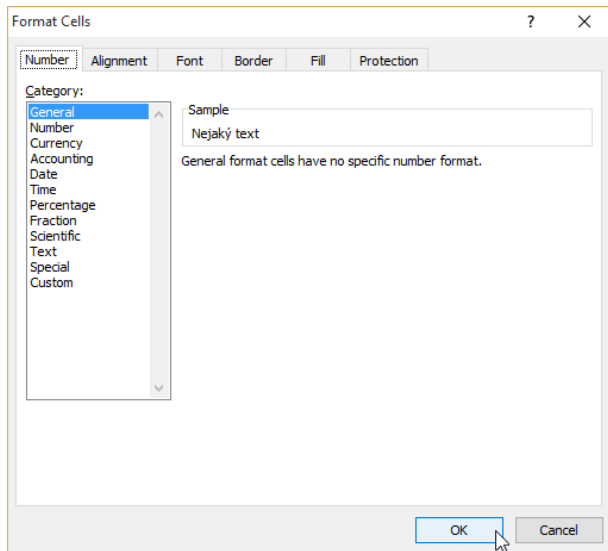 Format Cells ? ×
Number Alignment Font Border Fill Protection
Category:
General
Number
Currency
Accounting
Date
Time
Percentage
Fraction
Scientific
Text
Special
Custom
Sample
Nejaký text
General format cells have no specific number format.
OK Cancel